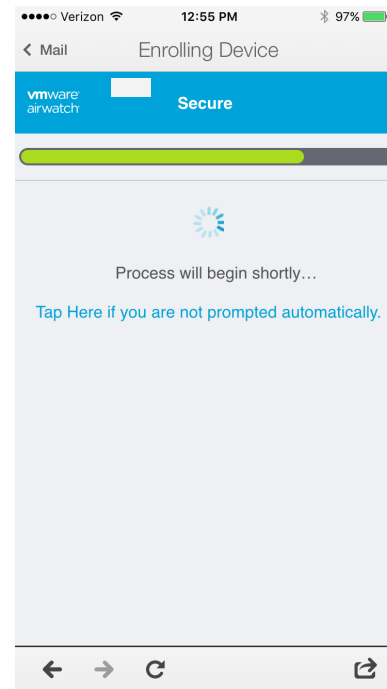 Verizon 12:55 PM 97%
Mail Enrolling Device
vmware
airwatch
Secure
Process will begin shortly...
Tap Here if you are not prompted automatically.